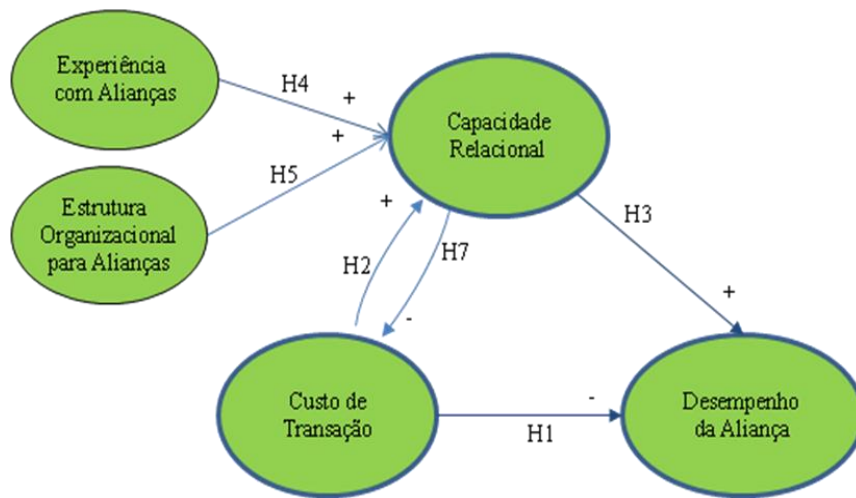 Experiência
com Alianças
H4
+
+
H5
Estrutura
Organizacional
para Alianças
Capacidade
Relacional
+
H2
H7
-
H3
+
Custo de
Transação
-
H1
Desempenho
da Aliança